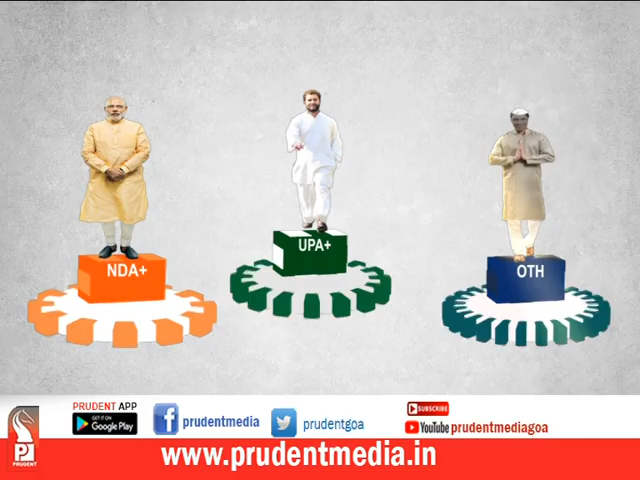 NDA+
UPA+
OTH
PRUDENT APP
GET IT ON
Google Play
prudentmedia
prudentgoa
SUBSCRIBE
YouTube prudentmediagoa
PRUDENT
www.prudentmedia.in